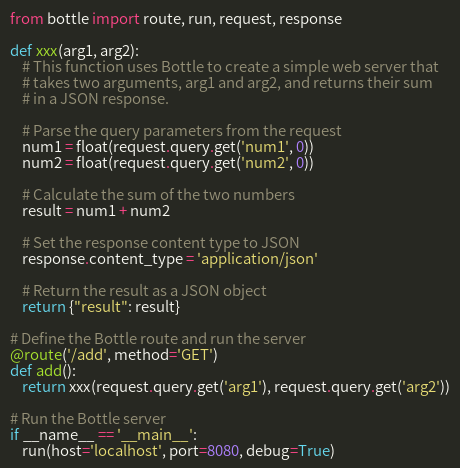 from bottle import route, run, request, response

def xxx(arg1, arg2):
    # This function uses Bottle to create a simple web server that
    # takes two arguments, arg1 and arg2, and returns their sum
    # in a JSON response.

    # Parse the query parameters from the request
    num1 = float(request.query.get('num1', 0))
    num2 = float(request.query.get('num2', 0))

    # Calculate the sum of the two numbers
    result = num1 + num2

    # Set the response content type to JSON
    response.content_type = 'application/json'

    # Return the result as a JSON object
    return {"result": result}

# Define the Bottle route and run the server
@route('/add', method='GET')
def add():
    return xxx(request.query.get('arg1'), request.query.get('arg2'))

# Run the Bottle server
if __name__ == '__main__':
    run(host='localhost', port=8080, debug=True)